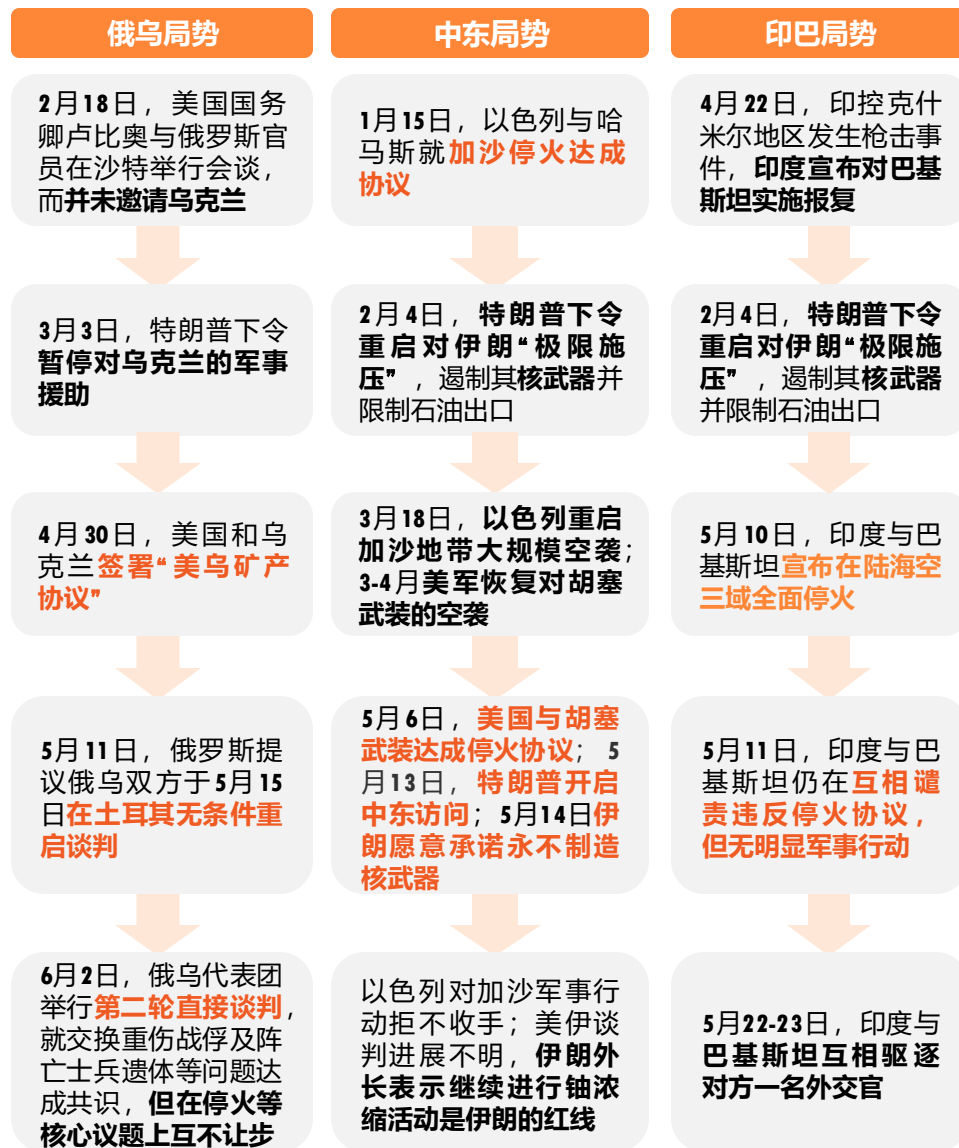 俄乌局势
2月18日，美国国务
卿卢比奥与俄罗斯官
员在沙特举行会谈，
而并未邀请乌克兰
3月3日，特朗普下令
暂停对乌克兰的军事
援助
4月30日，美国和乌
克兰签署“美乌矿产
协议”
5月11日，俄罗斯提
议俄乌双方于5月15
日在土耳其无条件重
启谈判
6月2日，俄乌代表团
举行第二轮直接谈判，
就交换重伤战俘及阵
亡士兵遗体等问题达
成共识，但在停火等
核心议题上互不让步
中东局势
1月15日，以色列与哈
马斯就加沙停火达成
协议
2月4日，特朗普下令
重启对伊朗“极限施
压”，遏制其核武器并
限制石油出口
3月18日，以色列重启
加沙地带大规模空袭；
3-4月美军恢复对胡塞
武装的空袭
5月6日，美国与胡塞
武装达成停火协议；5
月13日，特朗普开启
中东访问；5月14日伊
朗愿意承诺永不制造
核武器
以色列对加沙军事行
动拒不收手；美伊谈
判进展不明，伊朗外
长表示继续进行铀浓
缩活动是伊朗的红线
印巴局势
4月22日，印控克什
米尔地区发生枪击事
件，印度宣布对巴基
斯坦实施报复
2月4日，特朗普下令
重启对伊朗“极限施
压”，遏制其核武器
并限制石油出口
5月10日，印度与巴
基斯坦宣布在陆海空
三域全面停火
5月11日，印度与巴
基斯坦仍在互相谴
责违反停火协议，
但无明显军事行动
5月22-23日，印度与
巴基斯坦互相驱逐
对方一名外交官